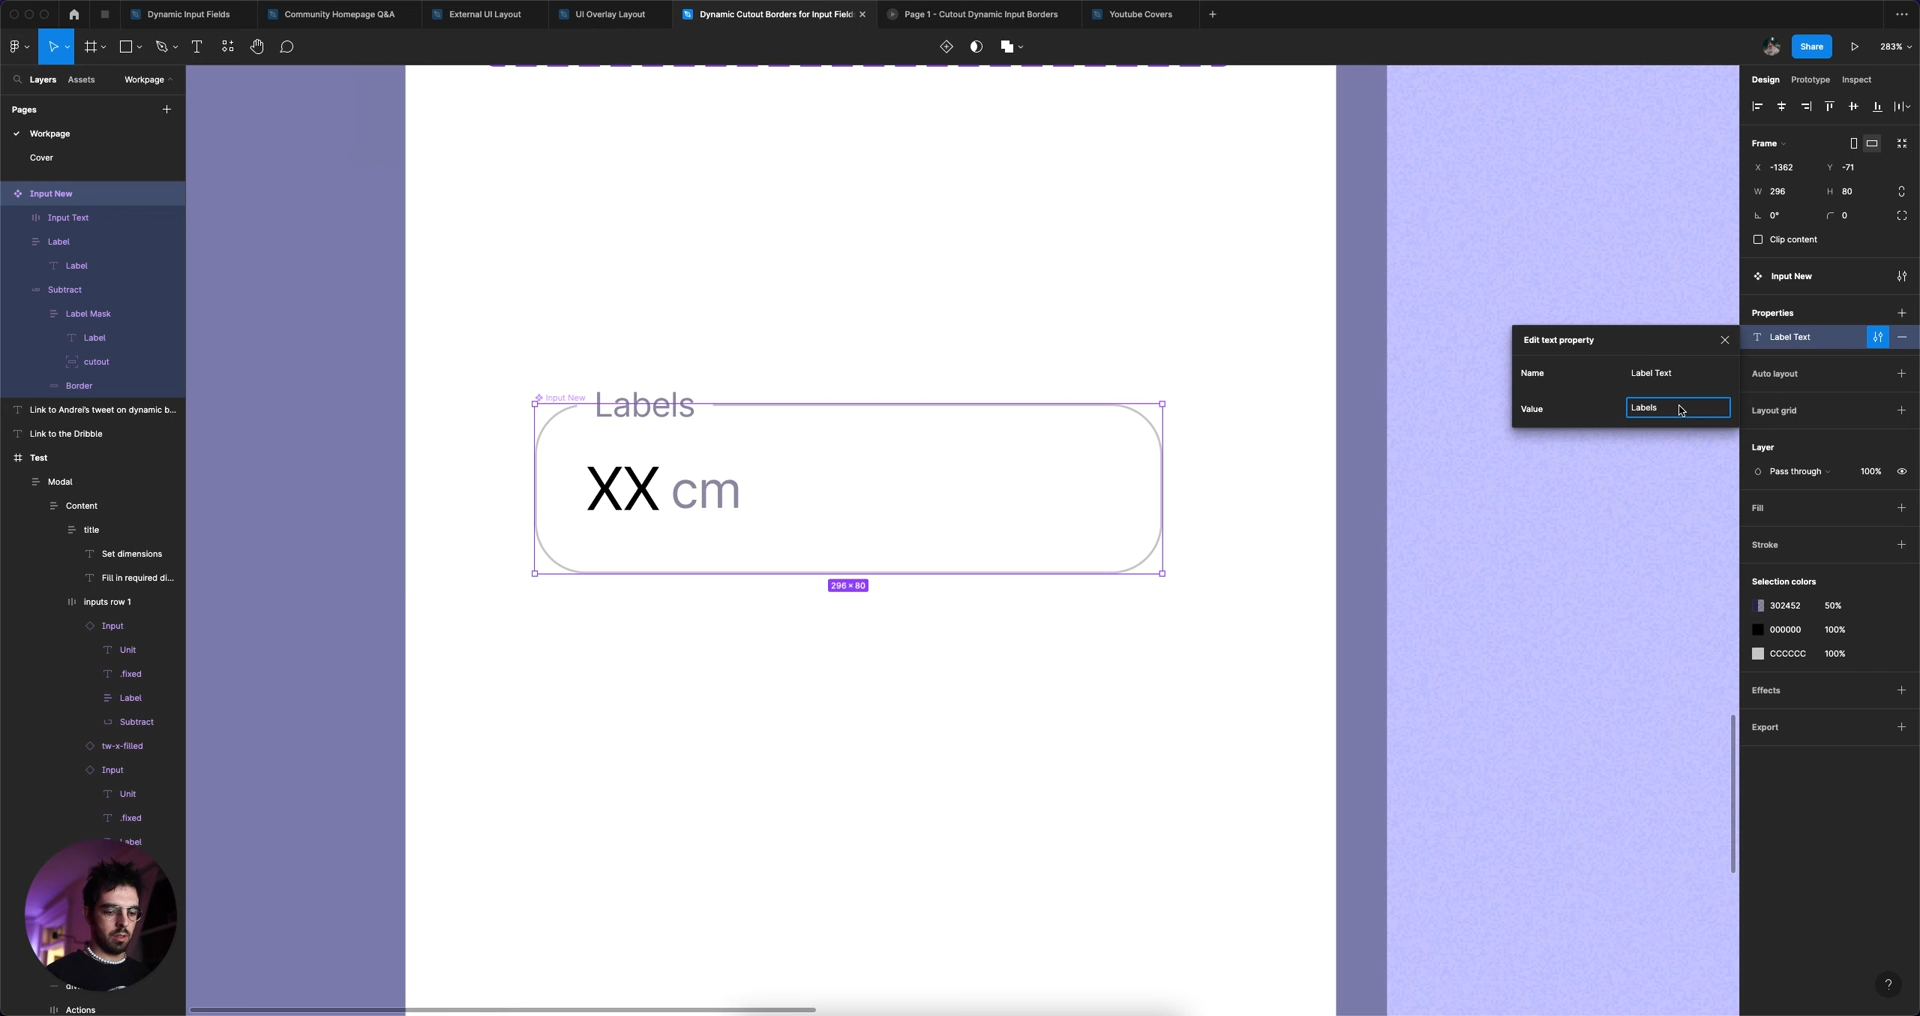 Dynamic Input Fields
Community Homepage Q&A
External UI Layout
UI Overlay Layout
Dynamic Cutout Borders for Input Field
Page 1 - Cutout Dynamic Input Borders
Youtube Covers
Share
283%
Layers
Assets
Workpage
Pages
Workpage
Cover
Input New
Input Text
Label
Label
Subtract
Label Mask
Label
cutout
Border
Link to Andrei's tweet on dynamic b...
Link to the Dribble
Test
Modal
Content
title
Set dimensions
Fill in required di...
inputs row 1
Input
Unit
.fixed
Label
Subtract
tw-x-filled
Input
Unit
.fixed
Label
Actions
Input New
Labels
XX cm
296 × 80
Edit text property
Name
Label Text
Value
Labels
Design
Prototype
Inspect
Frame
X -1362
Y -71
W 296
H 80
0°
0
Clip content
Input New
Properties
Label Text
Auto layout
Layout grid
Layer
Pass through
100%
Fill
Stroke
Selection colors
302452 50%
000000 100%
CCCCCC 100%
Effects
Export
?